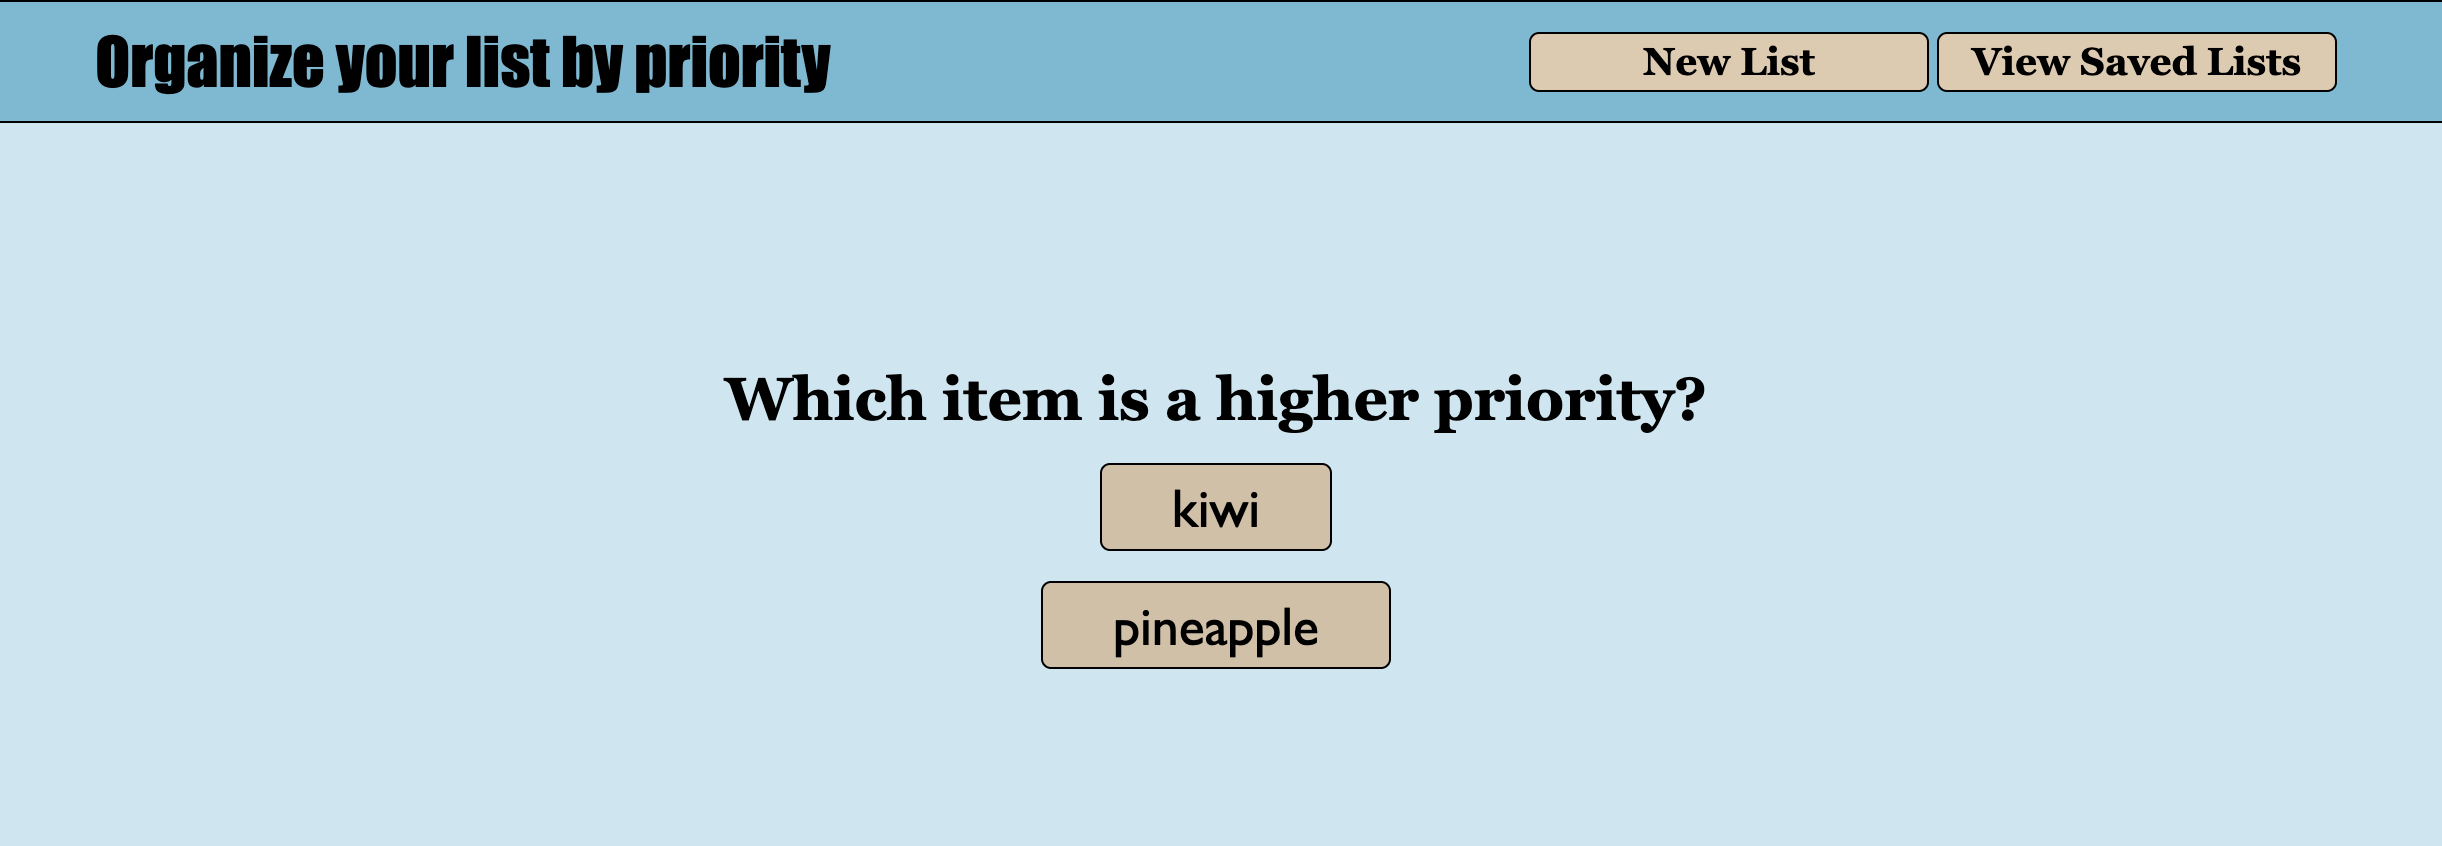 Organize your list by priority
New List
View Saved Lists
Which item is a higher priority?
kiwi
pineapple